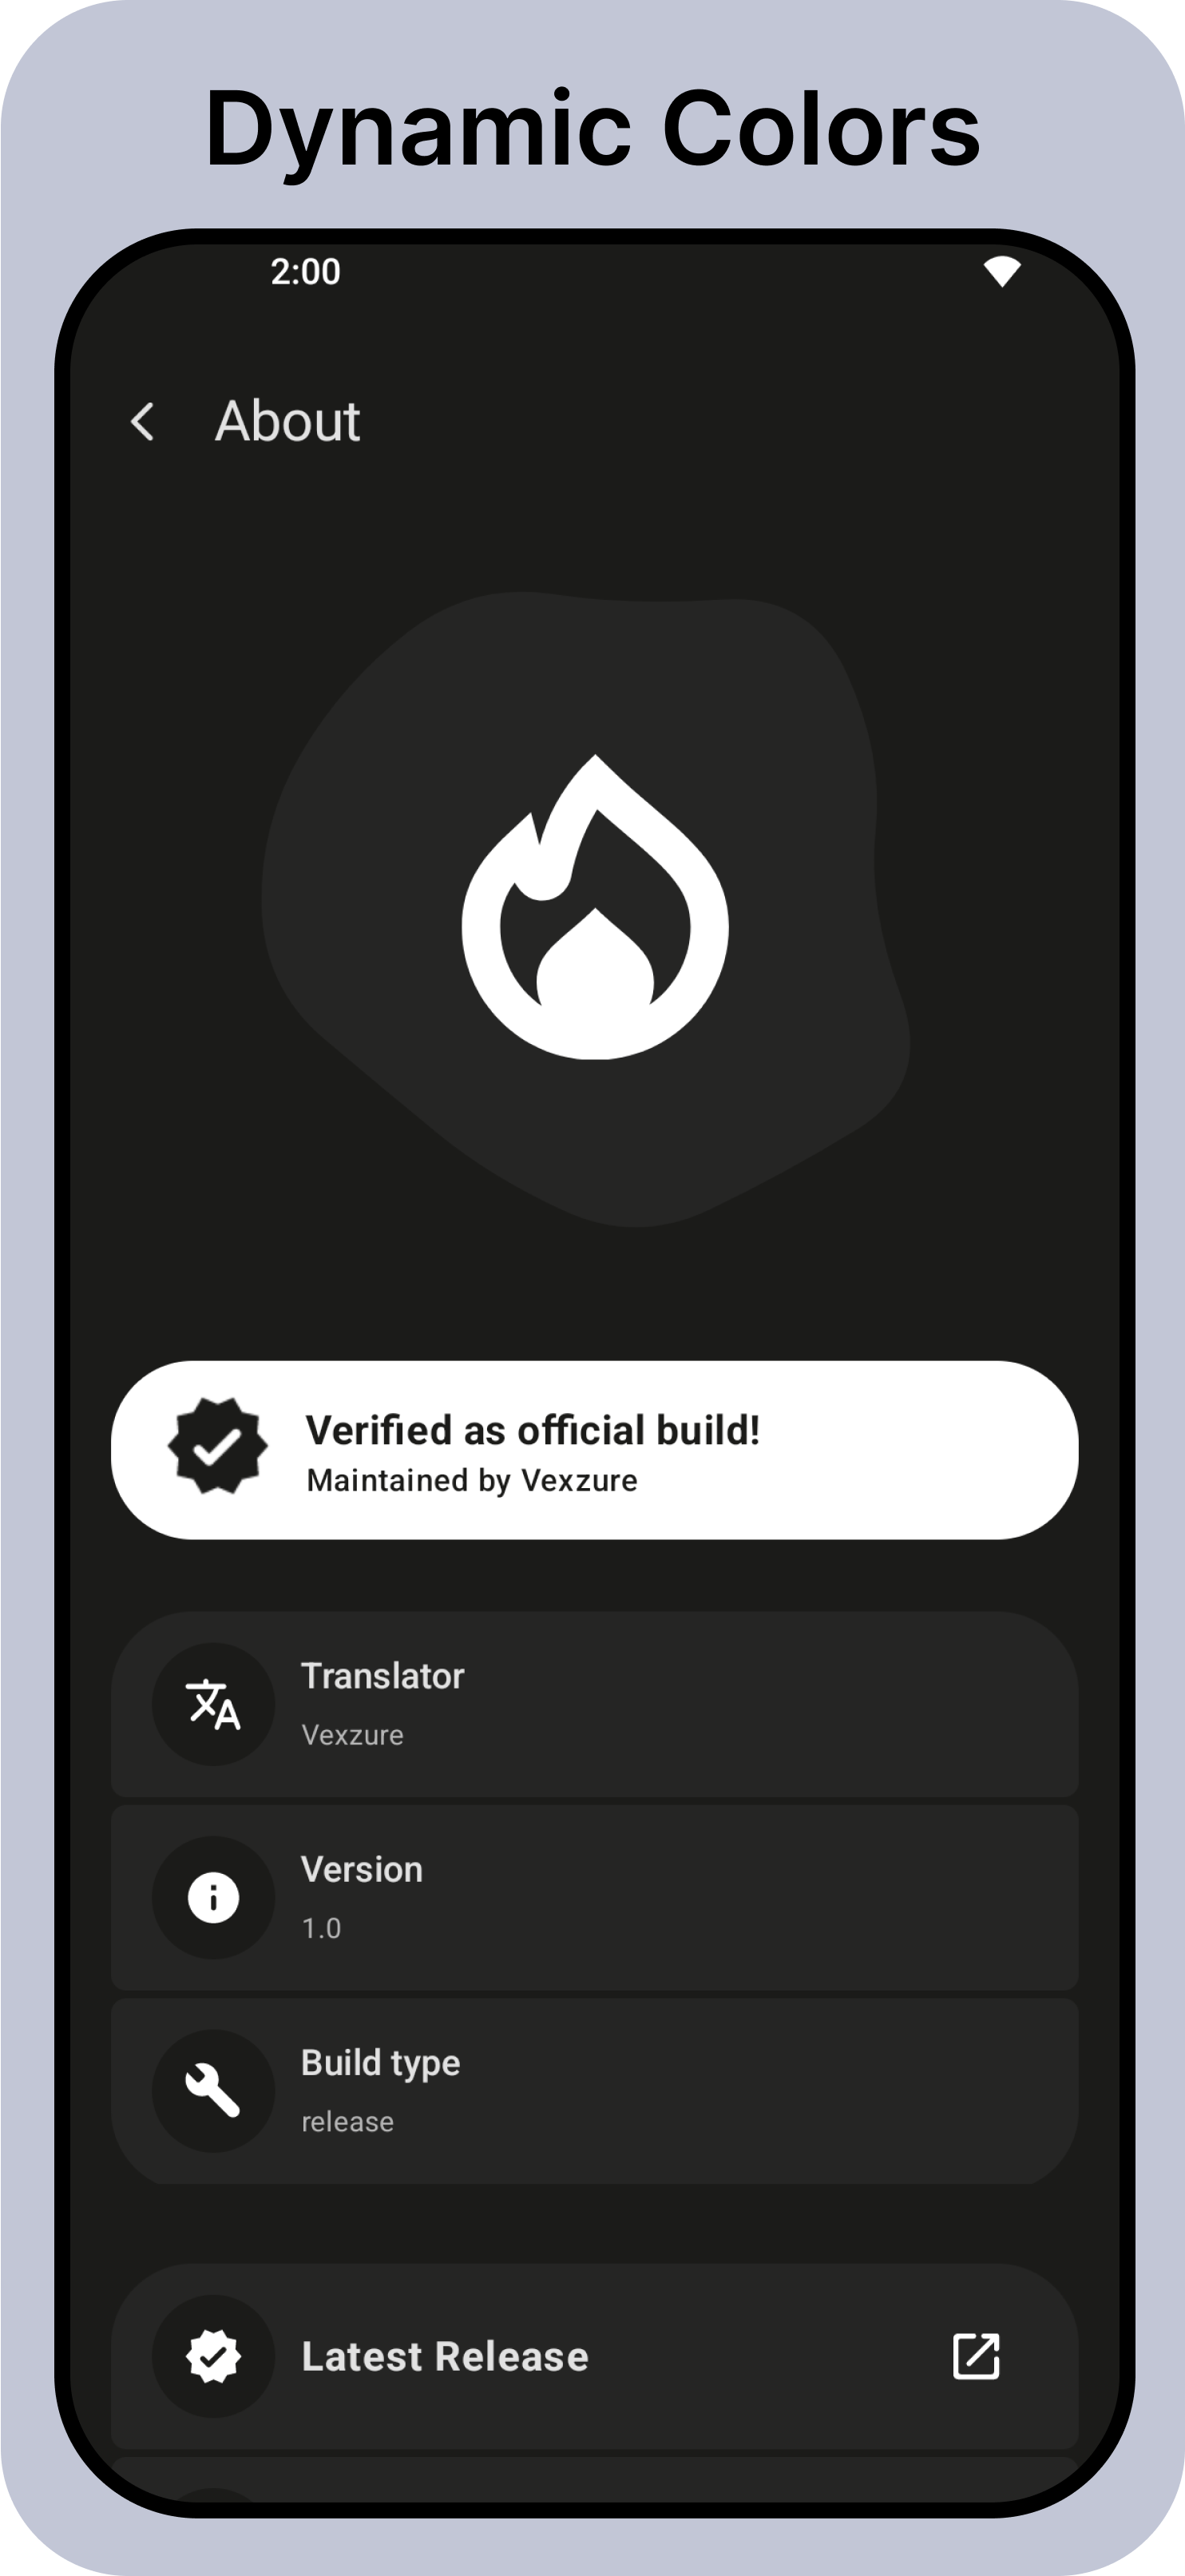 Dynamic Colors
2:00
About
Verified as official build!
Maintained by Vexzure
Translator
Vexzure
Version
1.0
Build type
release
Latest Release